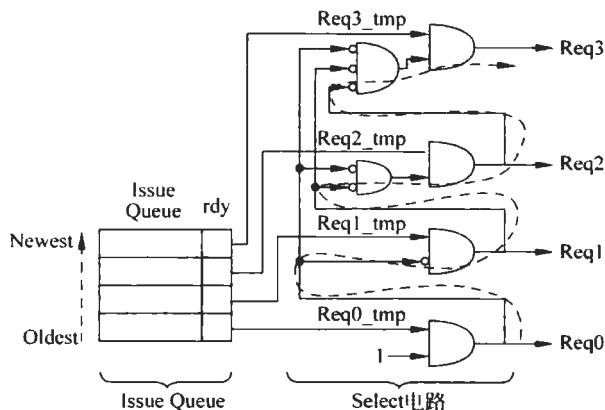 Req3_tmp
Req3
Req2_tmp
Req2
Issue
Queue
rdy
Newest
Req1_tmp
Req1
Oldest
Req0_tmp
1
Req0
Issue Queue
Select电路